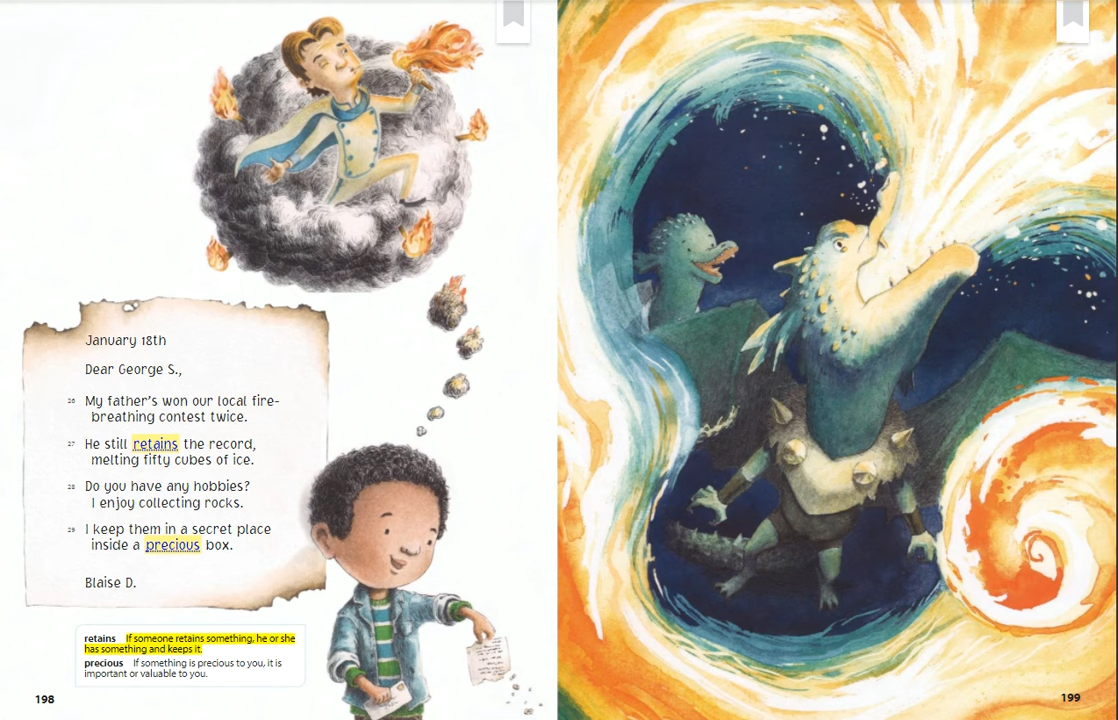 January 18th
Dear George S.,
26 My father's won our local fire-
breathing contest twice.
27 He still retains the record,
melting fifty cubes of ice.
28 Do you have any hobbies?
I enjoy collecting rocks.
29 I keep them in a secret place
inside a precious box.
Blaise D.
retains If someone retains something, he or she
has something and keeps it.
precious If something is precious to you, it is
important or valuable to you.
198
199